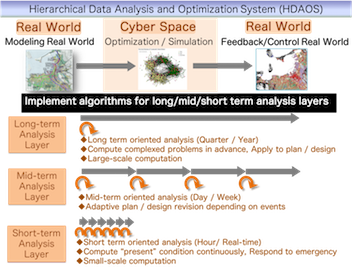 Hierarchical Data Analysis and Optimization System (HDAOS)
Real World
Cyber Space
Real World
Modeling Real World
Optimization / Simulation
Feedback/Control Real World
Implement algorithms for long/mid/short term analysis layers
Long-term
Analysis
Layer
◆Long term oriented analysis (Quarter / Year)
◆Compute complexed problems in advance, Apply to plan / design
◆Large-scale computation
Mid-term
Analysis
Layer
◆Mid-term oriented analysis (Day / Week)
◆Adaptive plan / design revision depending on events
Short-term
Analysis
Layer
◆Short term oriented analysis (Hour/ Real-time)
◆Compute "present" condition continuously, Respond to emergency
◆Small-scale computation